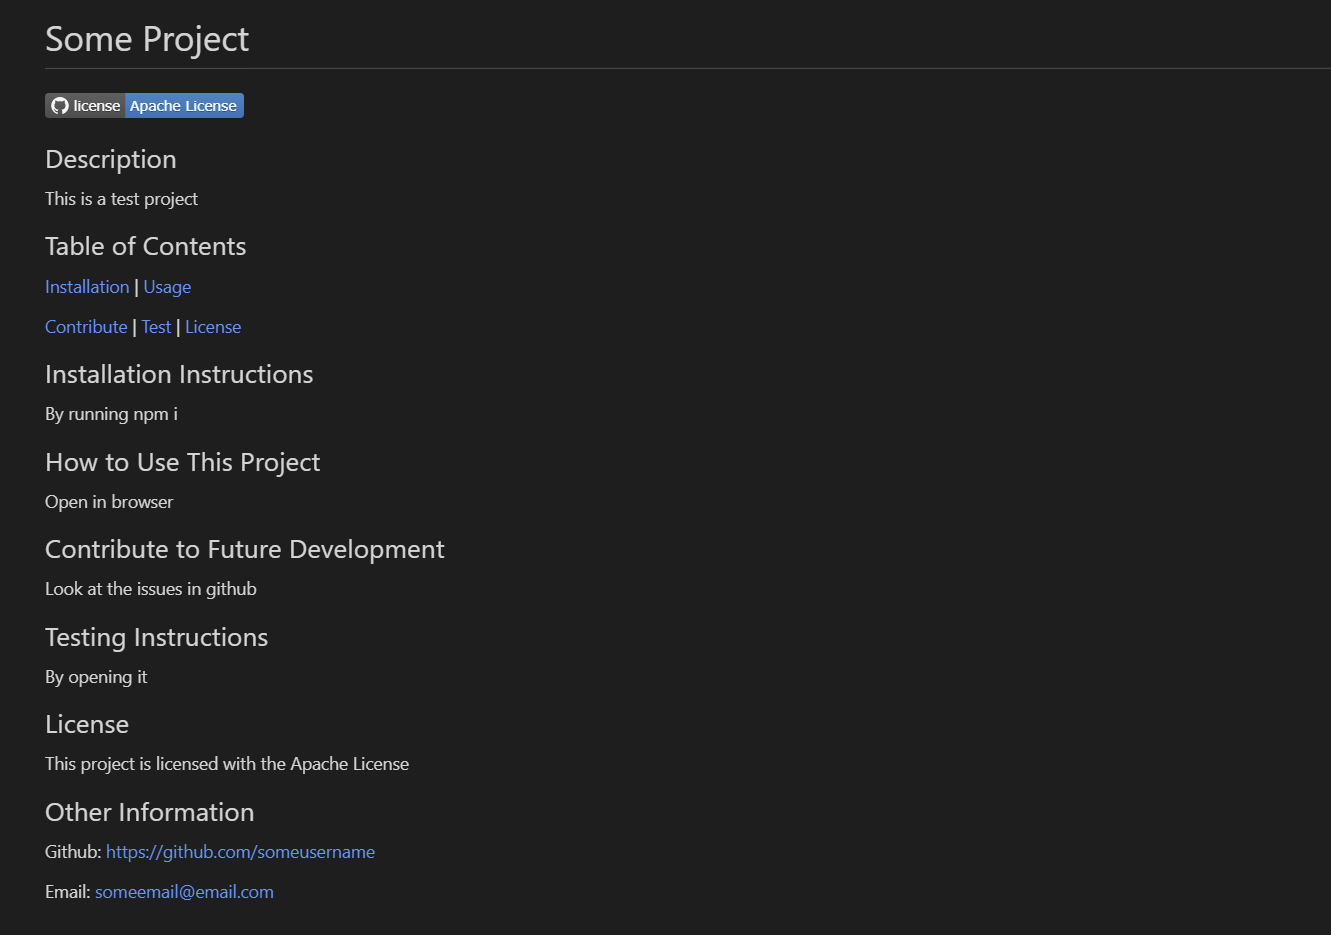 Some Project
license Apache License
Description
This is a test project
Table of Contents
Installation | Usage
Contribute | Test | License
Installation Instructions
By running npm i
How to Use This Project
Open in browser
Contribute to Future Development
Look at the issues in github
Testing Instructions
By opening it
License
This project is licensed with the Apache License
Other Information
Github: https://github.com/someusername
Email: someemail@email.com